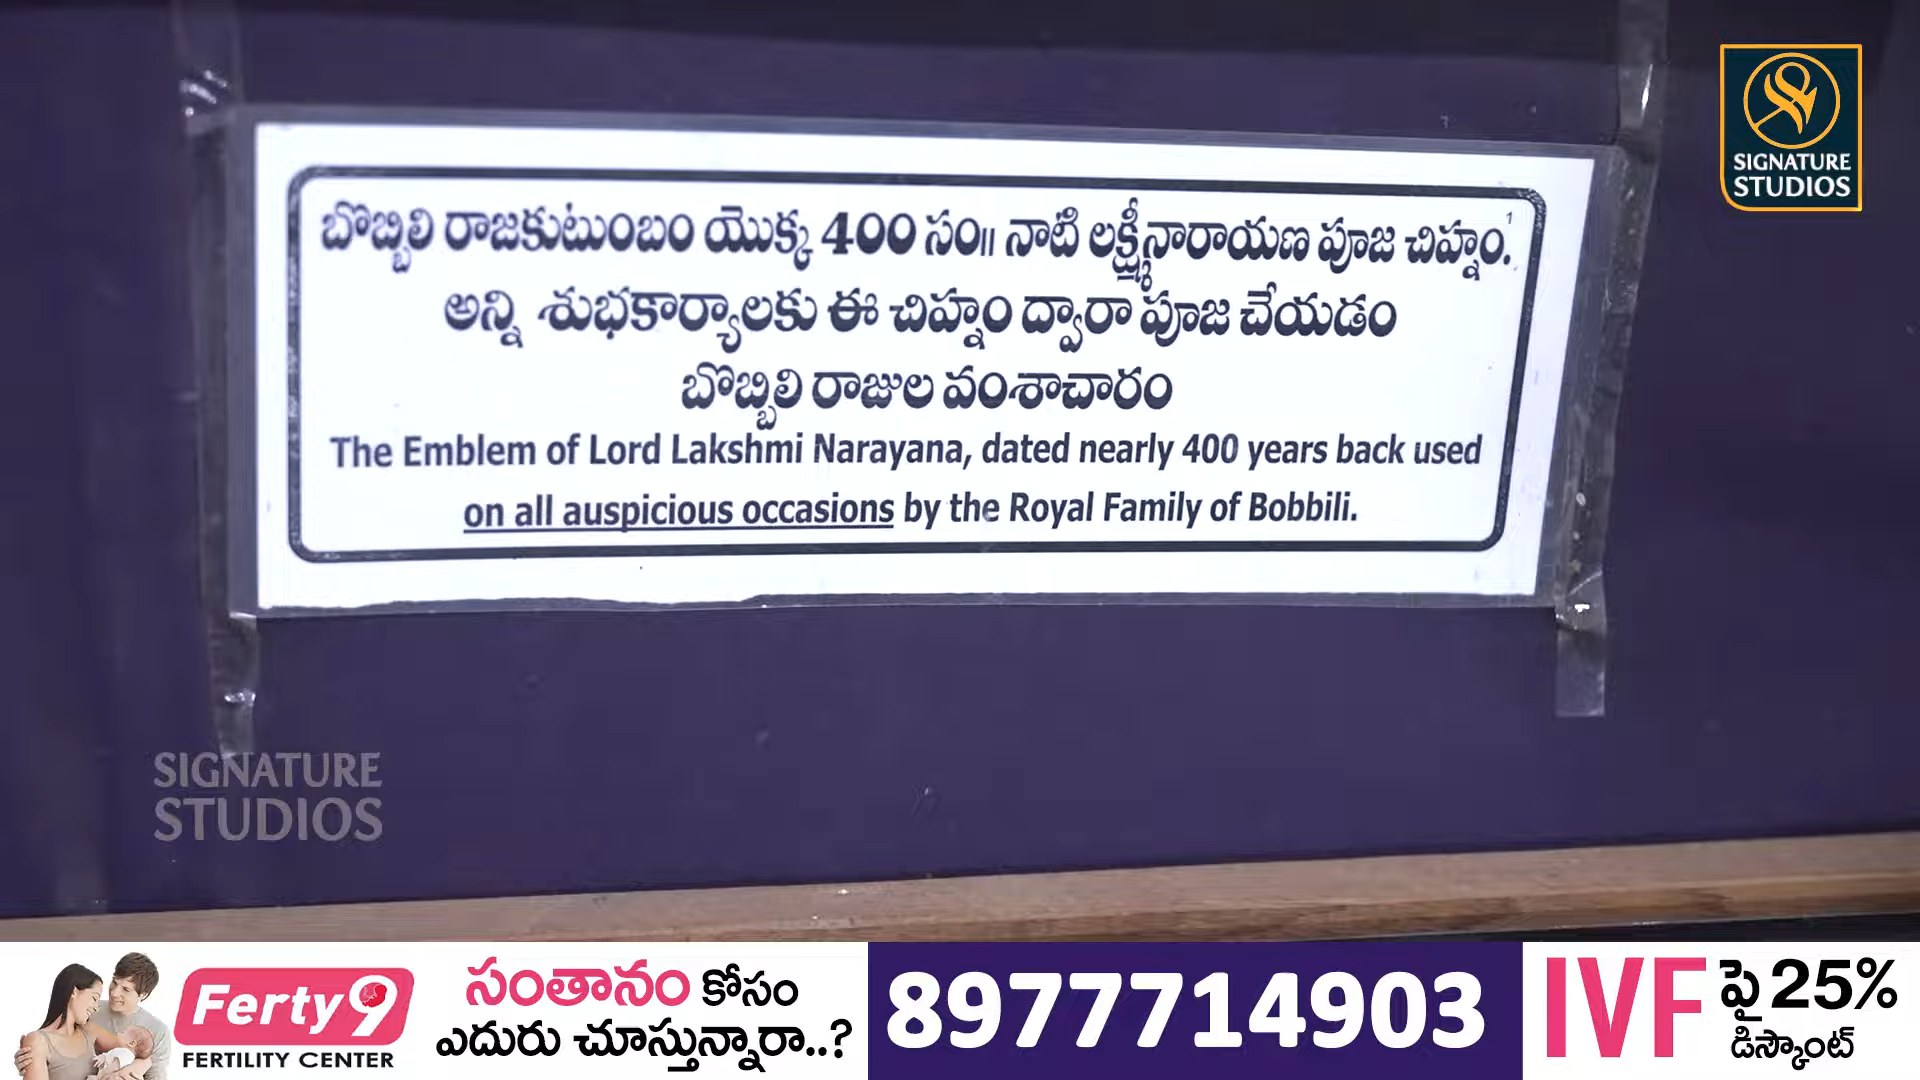 SIGNATURE
STUDIOS
బొబ్బిలి రాజకుటుంబం యొక్క 400 సం॥ నాటి లక్ష్మీనారాయణ పూజ చిహ్నం.
అన్ని శుభకార్యాలకు ఈ చిహ్నం ద్వారా పూజ చేయడం
బొబ్బిలి రాజుల వంశాచారం
The Emblem of Lord Lakshmi Narayana, dated nearly 400 years back used
on all auspicious occasions by the Royal Family of Bobbili.
SIGNATURE
STUDIOS
Ferty9
FERTILITY CENTER
సంతానం కోసం
ఎదురు చూస్తున్నారా..?
8977714903
IVF పై 25%
డిస్కౌంట్